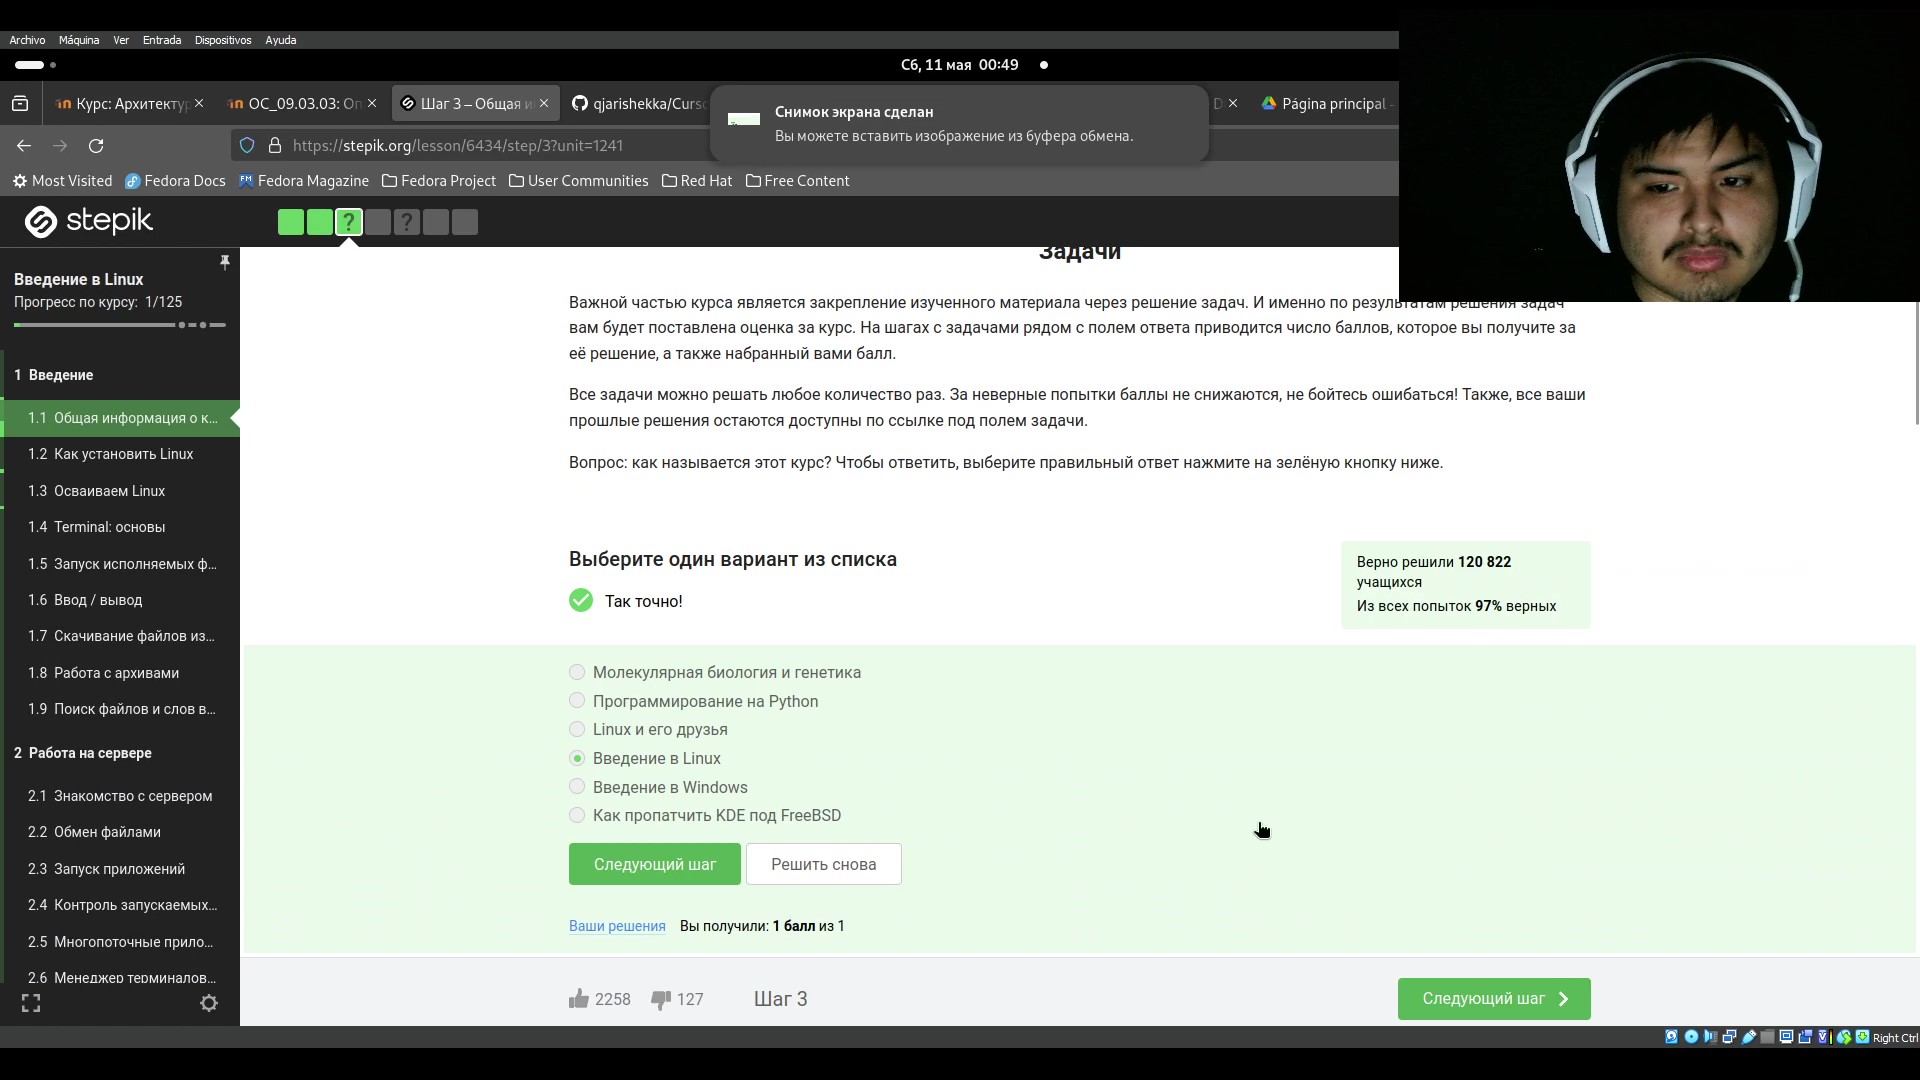 Archivo Máquina Ver Entrada Dispositivos Ayuda
Сб, 11 мая 00:49
Курс: Архитектур
ОС_09.03.03: Оп
Шаг 3 – Общая и
qjarishekka/Curs
D
Página principal -
Снимок экрана сделан
Вы можете вставить изображение из буфера обмена.
https://stepik.org/lesson/6434/step/3?unit=1241
Most Visited Fedora Docs Fedora Magazine Fedora Project User Communities Red Hat Free Content
stepik
? ?
Введение в Linux
Прогресс по курсу: 1/125
1 Введение
1.1 Общая информация о к...
1.2 Как установить Linux
1.3 Осваиваем Linux
1.4 Terminal: основы
1.5 Запуск исполняемых ф...
1.6 Ввод / вывод
1.7 Скачивание файлов из...
1.8 Работа с архивами
1.9 Поиск файлов и слов в...
2 Работа на сервере
2.1 Знакомство с сервером
2.2 Обмен файлами
2.3 Запуск приложений
2.4 Контроль запускаемых...
2.5 Многопоточные прило...
2.6 Менеджер терминалов...
Задачи
Важной частью курса является закрепление изученного материала через решение задач. И именно по результатам решения задач
вам будет поставлена оценка за курс. На шагах с задачами рядом с полем ответа приводится число баллов, которое вы получите за
её решение, а также набранный вами балл.
Все задачи можно решать любое количество раз. За неверные попытки баллы не снижаются, не бойтесь ошибаться! Также, все ваши
прошлые решения остаются доступны по ссылке под полем задачи.
Вопрос: как называется этот курс? Чтобы ответить, выберите правильный ответ нажмите на зелёную кнопку ниже.
Выберите один вариант из списка
Так точно!
Верно решили 120 822
учащихся
Из всех попыток 97% верных
Молекулярная биология и генетика
Программирование на Python
Linux и его друзья
Введение в Linux
Введение в Windows
Как пропатчить KDE под FreeBSD
Следующий шаг Решить снова
Ваши решения Вы получили: 1 балл из 1
2258 127 Шаг 3 Следующий шаг
Right Ctrl